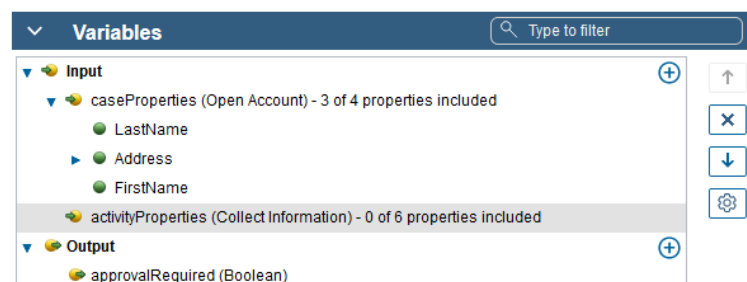 Variables
Type to filter
Input
caseProperties (Open Account) - 3 of 4 properties included
LastName
Address
FirstName
activityProperties (Collect Information) - 0 of 6 properties included
Output
approvalRequired (Boolean)